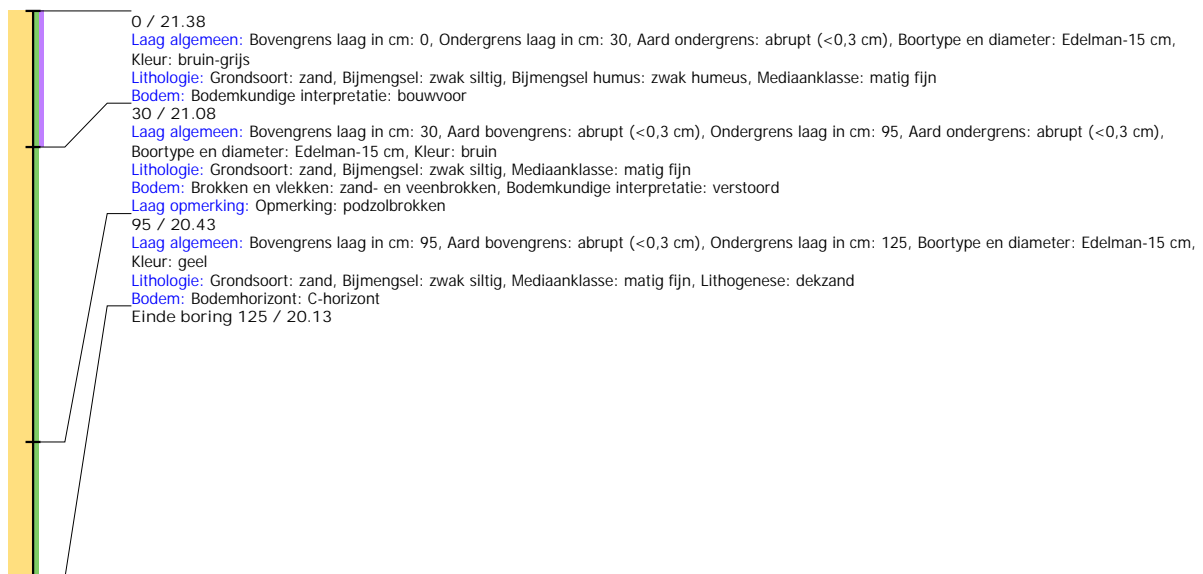 0 / 21.38
Laag algemeen: Bovengrens laag in cm: 0, Ondergrens laag in cm: 30, Aard ondergrens: abrupt (<0,3 cm), Boortype en diameter: Edelman-15 cm,
Kleur: bruin-grijs
Lithologie: Grondsoort: zand, Bijmengsel: zwak siltig, Bijmengsel humus: zwak humeus, Mediaanklasse: matig fijn
Bodem: Bodemkundige interpretatie: bouwvoor
30 / 21.08
Laag algemeen: Bovengrens laag in cm: 30, Aard bovengrens: abrupt (<0,3 cm), Ondergrens laag in cm: 95, Aard ondergrens: abrupt (<0,3 cm),
Boortype en diameter: Edelman-15 cm, Kleur: bruin
Lithologie: Grondsoort: zand, Bijmengsel: zwak siltig, Mediaanklasse: matig fijn
Bodem: Brokken en vlekken: zand- en veenbrokken, Bodemkundige interpretatie: verstoord
Laag opmerking: Opmerking: podzolbrokken
95 / 20.43
Laag algemeen: Bovengrens laag in cm: 95, Aard bovengrens: abrupt (<0,3 cm), Ondergrens laag in cm: 125, Boortype en diameter: Edelman-15 cm,
Kleur: geel
Lithologie: Grondsoort: zand, Bijmengsel: zwak siltig, Mediaanklasse: matig fijn, Lithogenese: dekzand
Bodem: Bodemhorizont: C-horizont
Einde boring 125 / 20.13